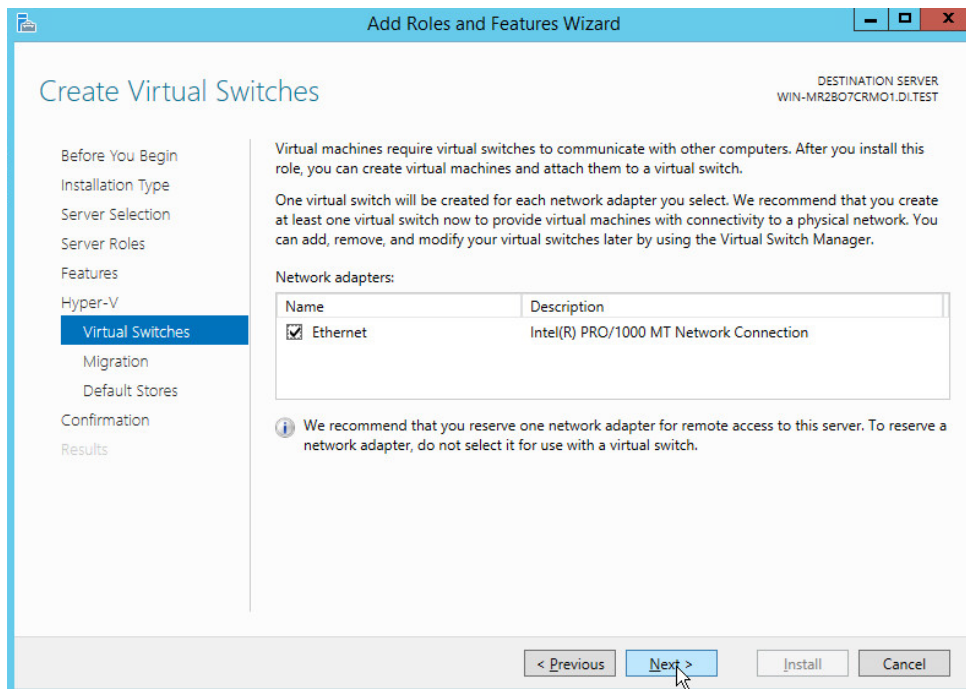 Add Roles and Features Wizard
Create Virtual Switches
DESTINATION SERVER
WIN-MR2BO7CRMO1.DI.TEST
Before You Begin
Installation Type
Server Selection
Server Roles
Features
Hyper-V
Virtual Switches
Migration
Default Stores
Confirmation
Results
Virtual machines require virtual switches to communicate with other computers. After you install this
role, you can create virtual machines and attach them to a virtual switch.
One virtual switch will be created for each network adapter you select. We recommend that you create
at least one virtual switch now to provide virtual machines with connectivity to a physical network. You
can add, remove, and modify your virtual switches later by using the Virtual Switch Manager.
Network adapters:
Name Description
Ethernet Intel(R) PRO/1000 MT Network Connection
We recommend that you reserve one network adapter for remote access to this server. To reserve a
network adapter, do not select it for use with a virtual switch.
< Previous Next > Install Cancel